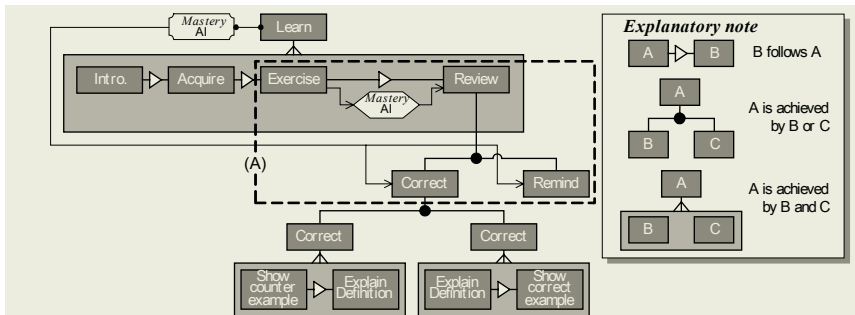 Mastery
AI
Learn
Intro.
Acquire
Exercise
Review
Mastery
AI
(A)
Correct
Remind
Correct
Correct
Show
counter
example
Explain
Definition
Explain
Definition
Show
correct
example
Explanatory note
A
B
B follows A
A
B
C
A is achieved
by B or C
A
B
C
A is achieved
by B and C